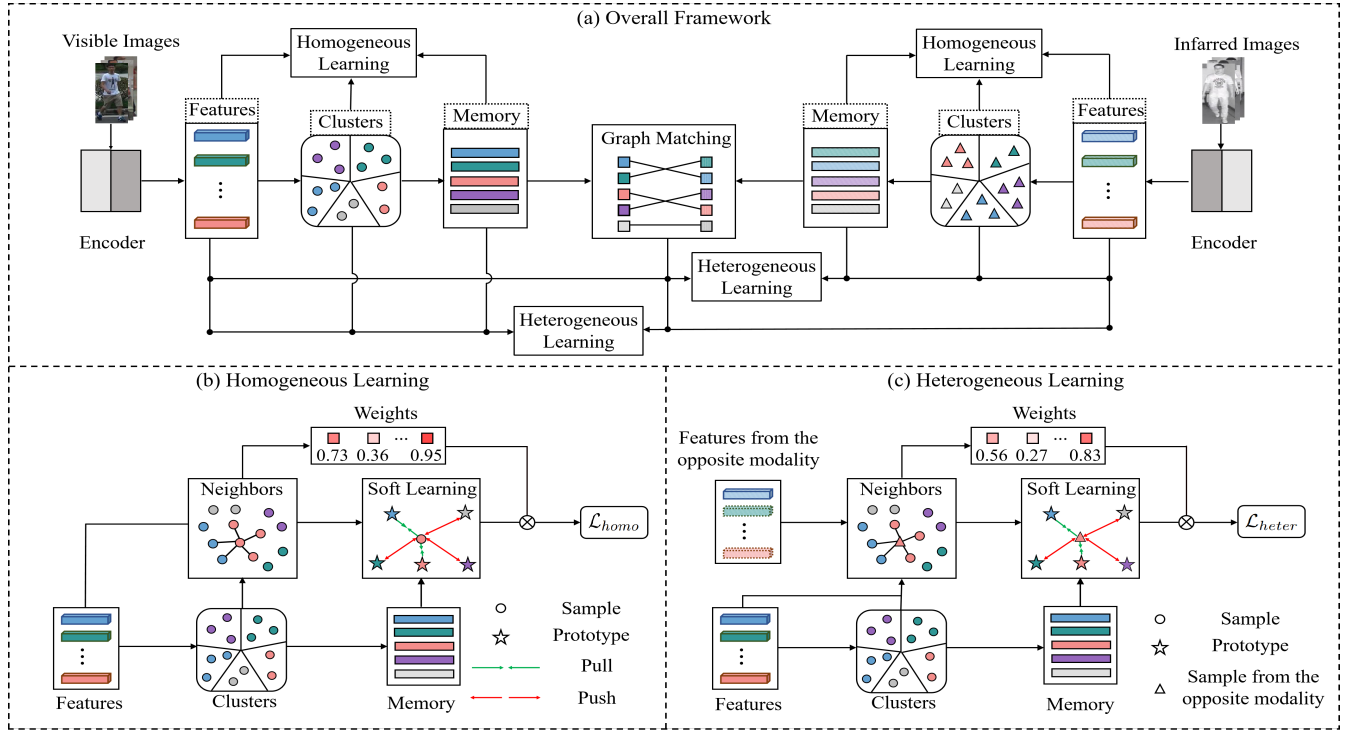 (a) Overall Framework
Visible Images
Homogeneous
Learning
Homogeneous
Learning
Infarred Images
Features
Clusters
Memory
Graph Matching
Memory
Clusters
Features
Encoder
Encoder
Heterogeneous
Learning
Heterogeneous
Learning
(b) Homogeneous Learning
Weights
...
0.73 0.36 0.95
Neighbors
Soft Learning
⊗
ℒhomo
Sample
Prototype
Pull
Push
Features
Clusters
Memory
(c) Heterogeneous Learning
Features from the
opposite modality
Weights
...
0.56 0.27 0.83
Neighbors
Soft Learning
⊗
ℒheter
Sample
Prototype
Sample from the
opposite modality
Features
Clusters
Memory